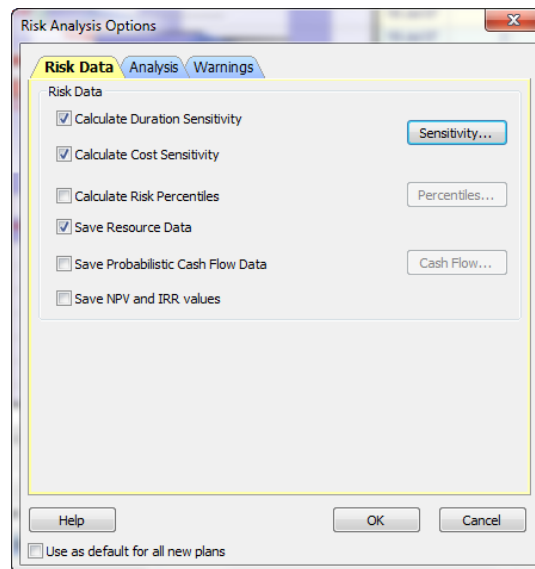 Risk Analysis Options
Risk Data Analysis Warnings
Risk Data
Calculate Duration Sensitivity
Sensitivity...
Calculate Cost Sensitivity
Calculate Risk Percentiles
Percentiles...
Save Resource Data
Save Probabilistic Cash Flow Data
Cash Flow...
Save NPV and IRR values
Help
OK
Cancel
Use as default for all new plans